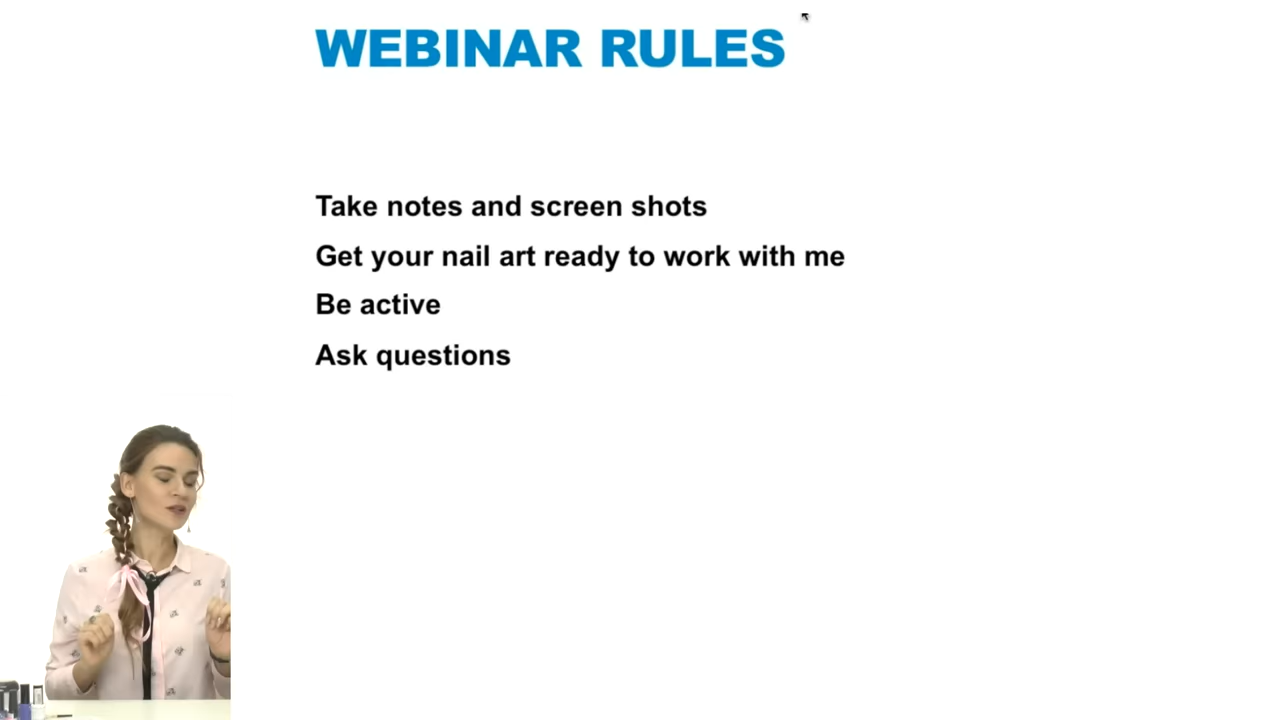 WEBINAR RULES
Take notes and screen shots
Get your nail art ready to work with me
Be active
Ask questions